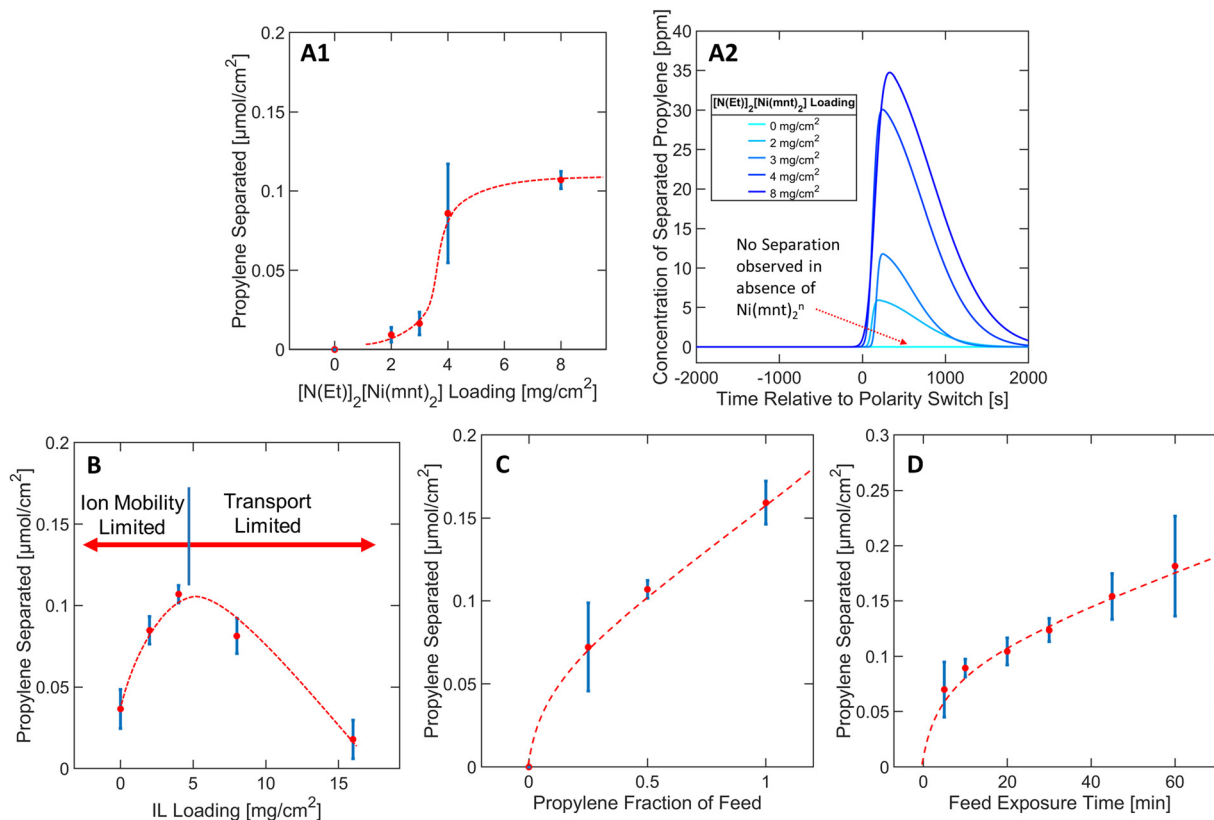 A1
Propylene Separated [µmol/cm²]
0.2
0.15
0.1
0.05
0
0 2 4 6 8
[N(Et)]₂[Ni(mnt)₂] Loading [mg/cm²]
A2
Concentration of Separated Propylene [ppm]
40
35
30
25
20
15
10
5
0
[N(Et)]₂[Ni(mnt)₂] Loading
0 mg/cm²
2 mg/cm²
3 mg/cm²
4 mg/cm²
8 mg/cm²
No Separation
observed in
absence of
Ni(mnt)₂ⁿ
-2000 -1000 0 1000 2000
Time Relative to Polarity Switch [s]
B
Propylene Separated [µmol/cm²]
0.2
0.15
0.1
0.05
0
Ion Mobility
Limited
Transport
Limited
0 5 10 15
IL Loading [mg/cm²]
C
Propylene Separated [µmol/cm²]
0.2
0.15
0.1
0.05
0
0 0.5 1
Propylene Fraction of Feed
D
Propylene Separated [µmol/cm²]
0.3
0.25
0.2
0.15
0.1
0.05
0
0 20 40 60
Feed Exposure Time [min]